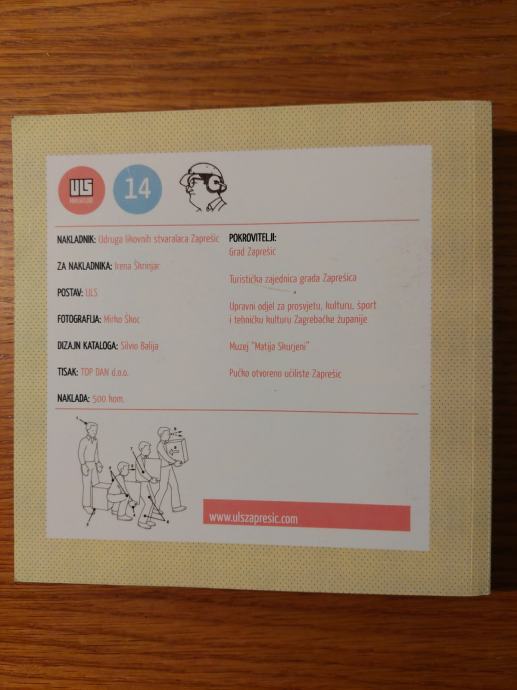 ULS
14
NAKLADNIK: Udruga likovnih stvaralaca Zaprešić
ZA NAKLADNIKA: Irena Škrinjar
POSTAV: ULS
FOTOGRAFIJA: Mirko Škoc
DIZAJN KATALOGA: Silvio Balija
TISAK: TOP DAN d.o.o.
NAKLADA: 500 kom.
POKROVITELJI:
Grad Zaprešić
Turistička zajednica grada Zaprešića
Upravni odjel za prosvjetu, kulturu, šport
i tehničku kulturu Zagrebačke županije
Muzej "Matija Skurjeni"
Pučko otvoreno učiliste Zaprešić
www.ulszapresic.com